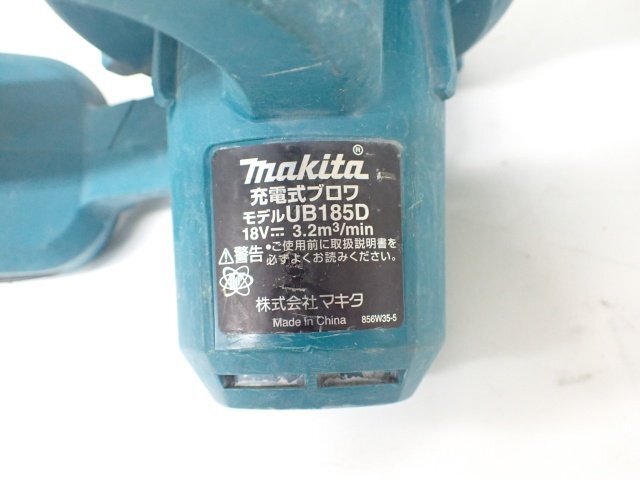 makita®
充電式ブロワ
モデルUB185D
18V⎓ 3.2m³/min
⚠警告 •ご使用前に取扱説明書を
必ずよくお読みください。
株式会社マキタ
Made in China 856W35-5